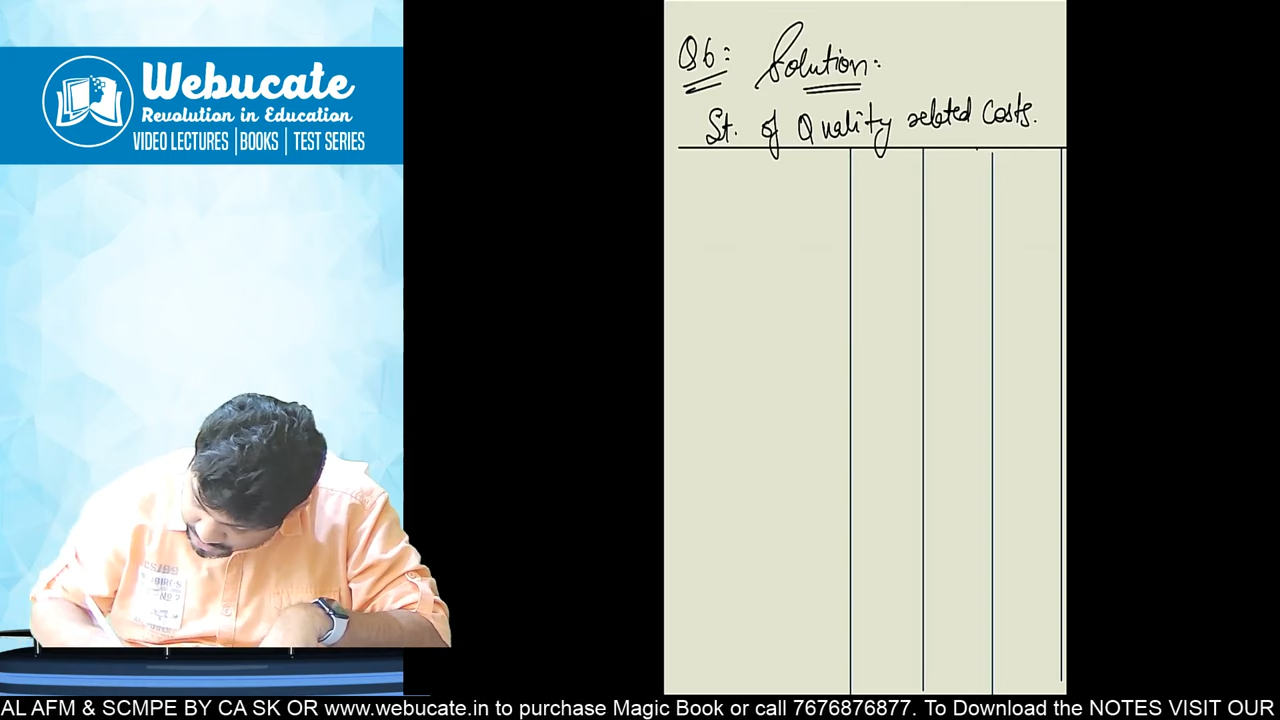 Webucate
Revolution in Education
VIDEO LECTURES | BOOKS | TEST SERIES
Q6: Solution:
St. of Quality related Costs.
AL AFM & SCMPE BY CA SK OR www.webucate.in to purchase Magic Book or call 7676876877. To Download the NOTES VISIT OUR